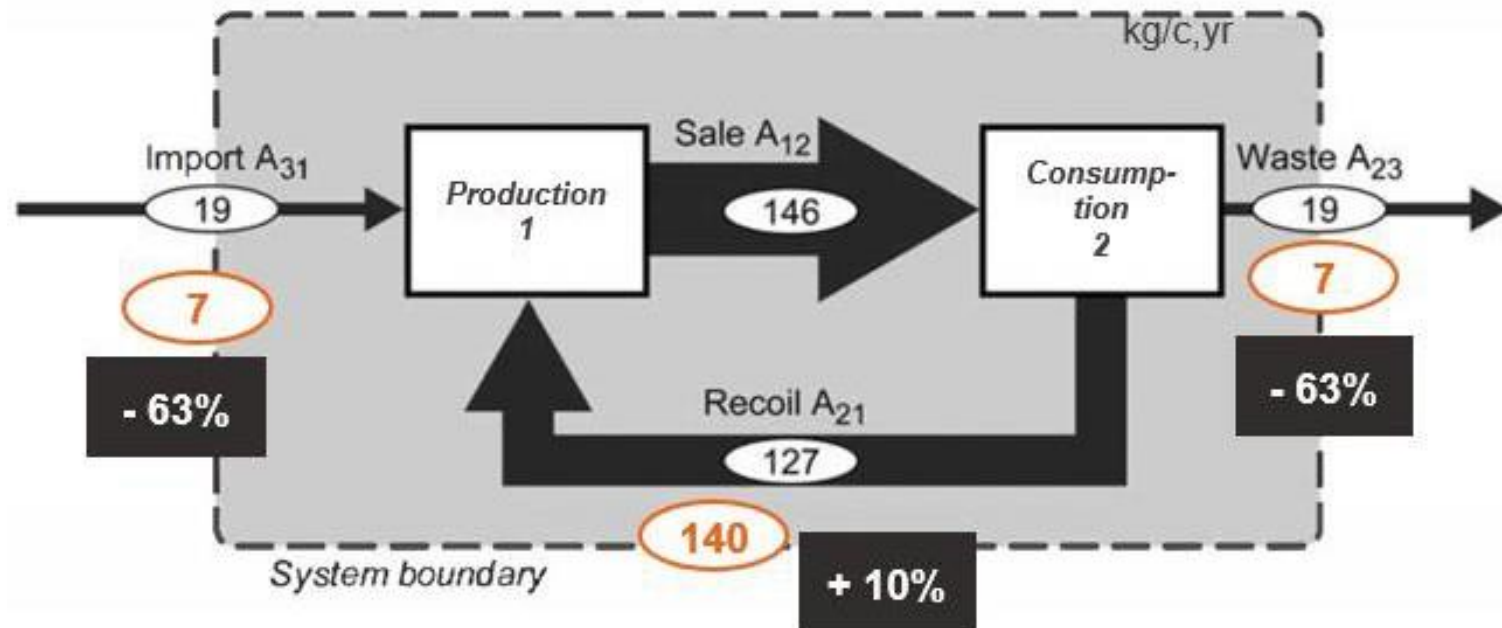 kg/c,yr
Import A₃₁
19
7
- 63%
Production
1
Sale A₁₂
146
Consump-
tion
2
Waste A₂₃
19
7
- 63%
Recoil A₂₁
127
140
+ 10%
System boundary